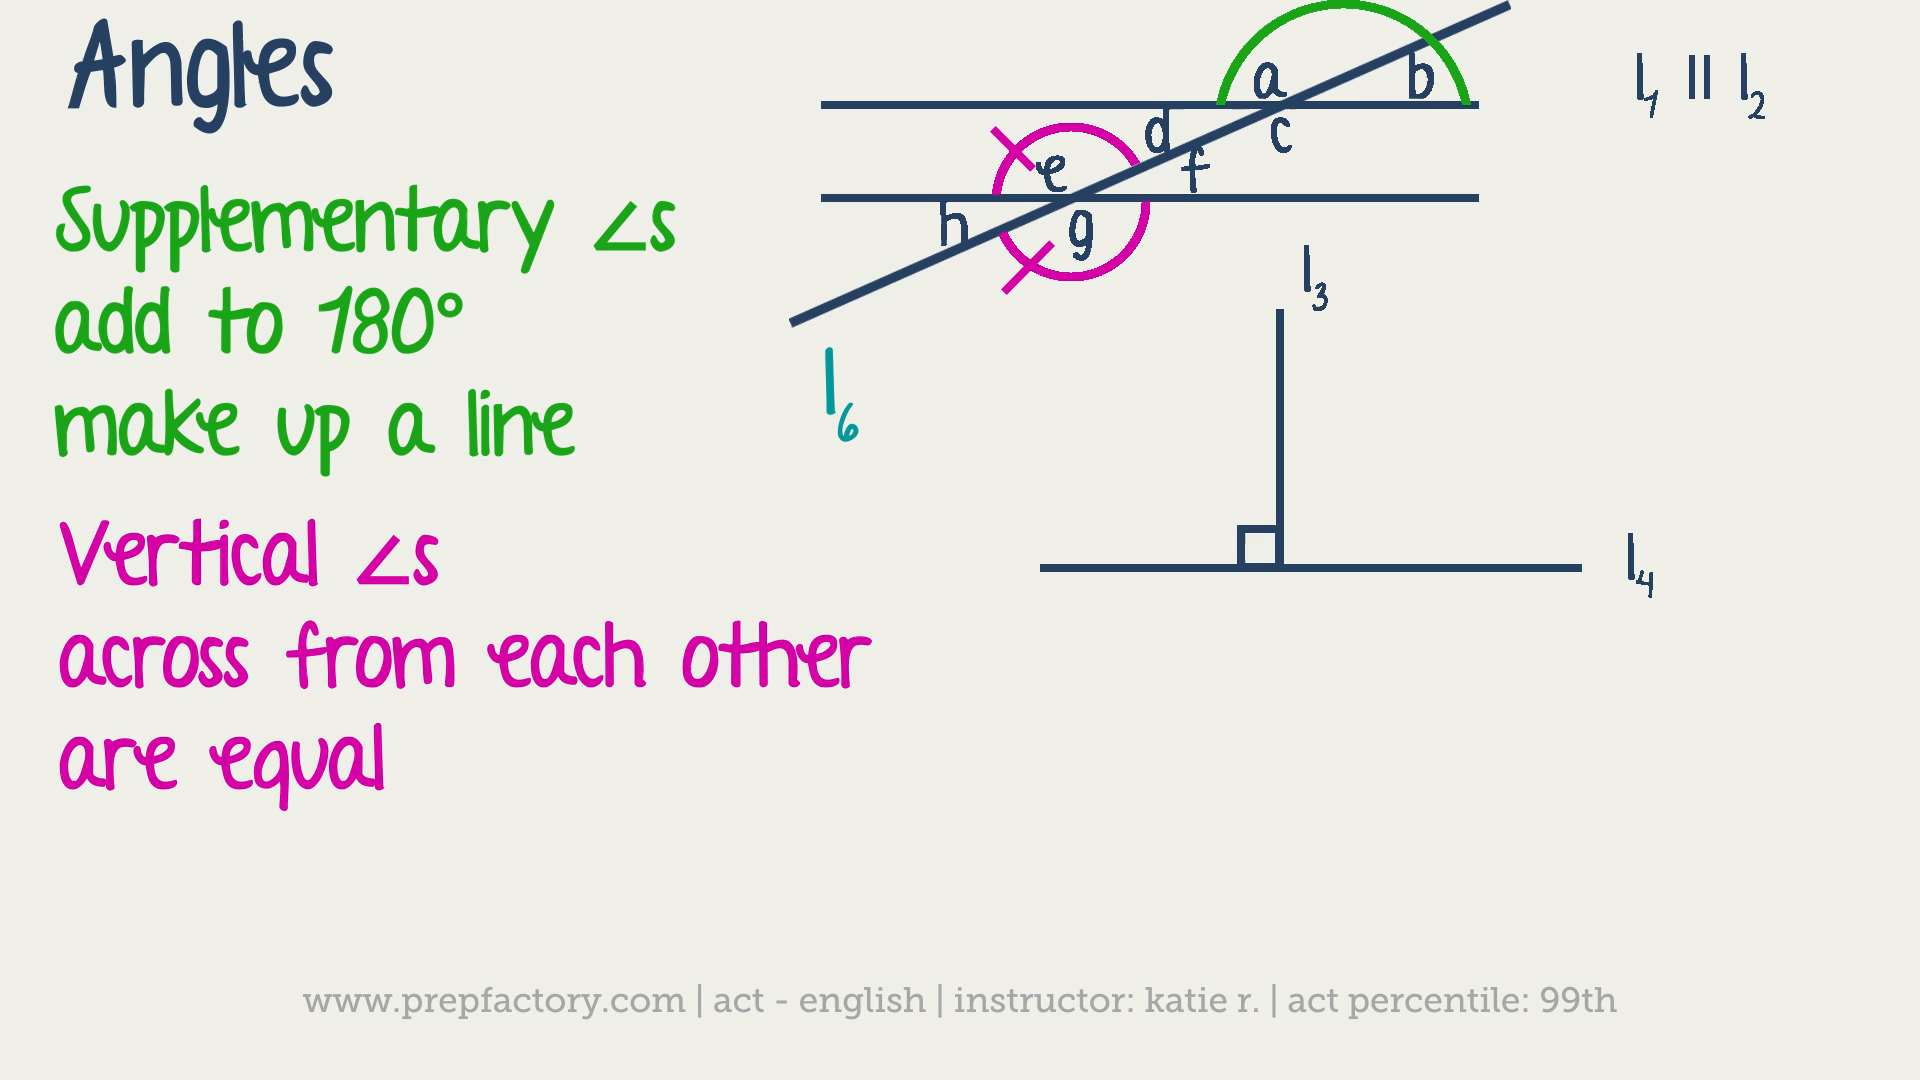 Angles
Supplementary ∠s
add to 180°
make up a line
Vertical ∠s
across from each other
are equal
a b
d c
e f
h g
l₁ || l₂
l₆
l₃
l₄
www.prepfactory.com | act - english | instructor: katie r. | act percentile: 99th